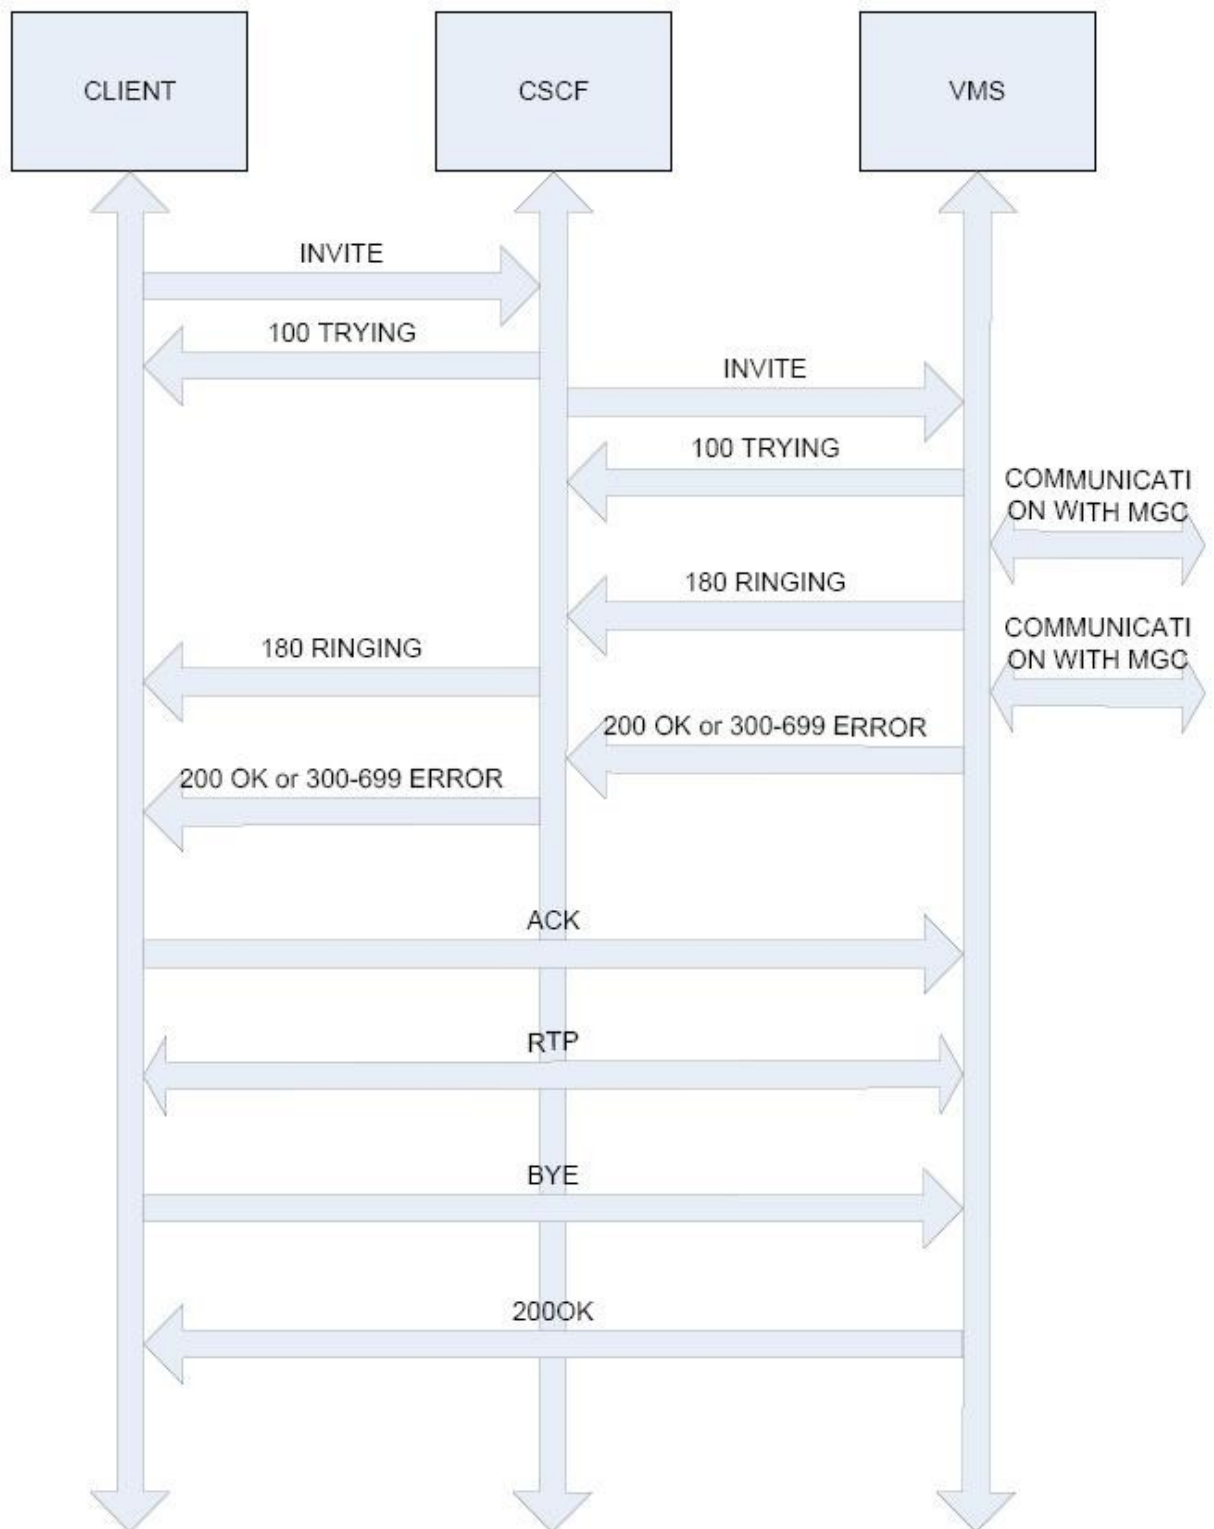 CLIENT
CSCF
VMS
INVITE
100 TRYING
INVITE
100 TRYING
COMMUNICATI
ON WITH MGC
180 RINGING
COMMUNICATI
ON WITH MGC
180 RINGING
200 OK or 300-699 ERROR
200 OK or 300-699 ERROR
ACK
RTP
BYE
200OK